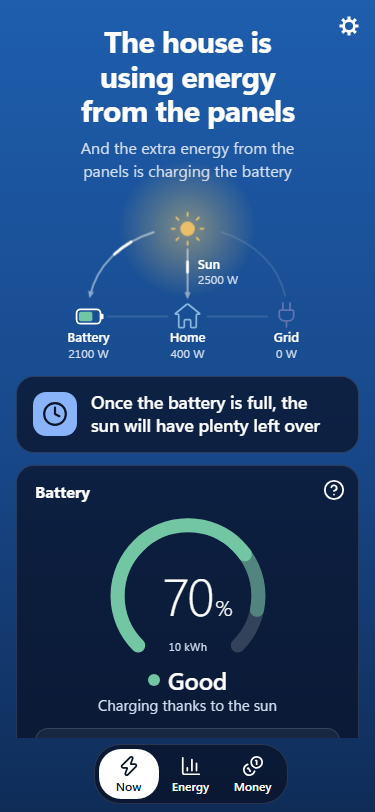 The house is
using energy
from the panels
And the extra energy from the
panels is charging the battery
Sun
2500 W
Battery
2100 W
Home
400 W
Grid
0 W
Once the battery is full, the
sun will have plenty left over
Battery
70%
10 kWh
Good
Charging thanks to the sun
Now
Energy
Money